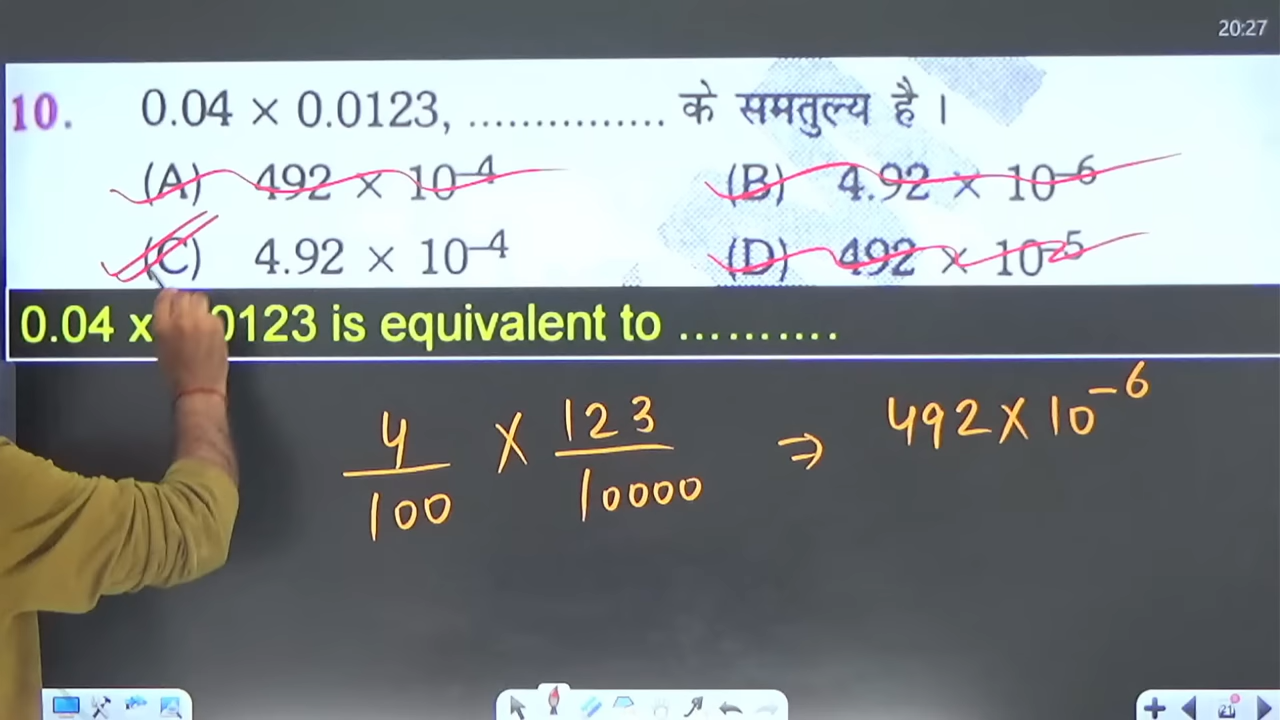 20:27
10. 0.04 × 0.0123, ............... के समतुल्य है ।
(A) 492 × 10⁻⁴ (B) 4.92 × 10⁻⁶
(C) 4.92 × 10⁻⁴ (D) 492 × 10⁻⁵
0.04 x 0123 is equivalent to ..........
4/100 × 123/10000 ⇒ 492 × 10⁻⁶
21